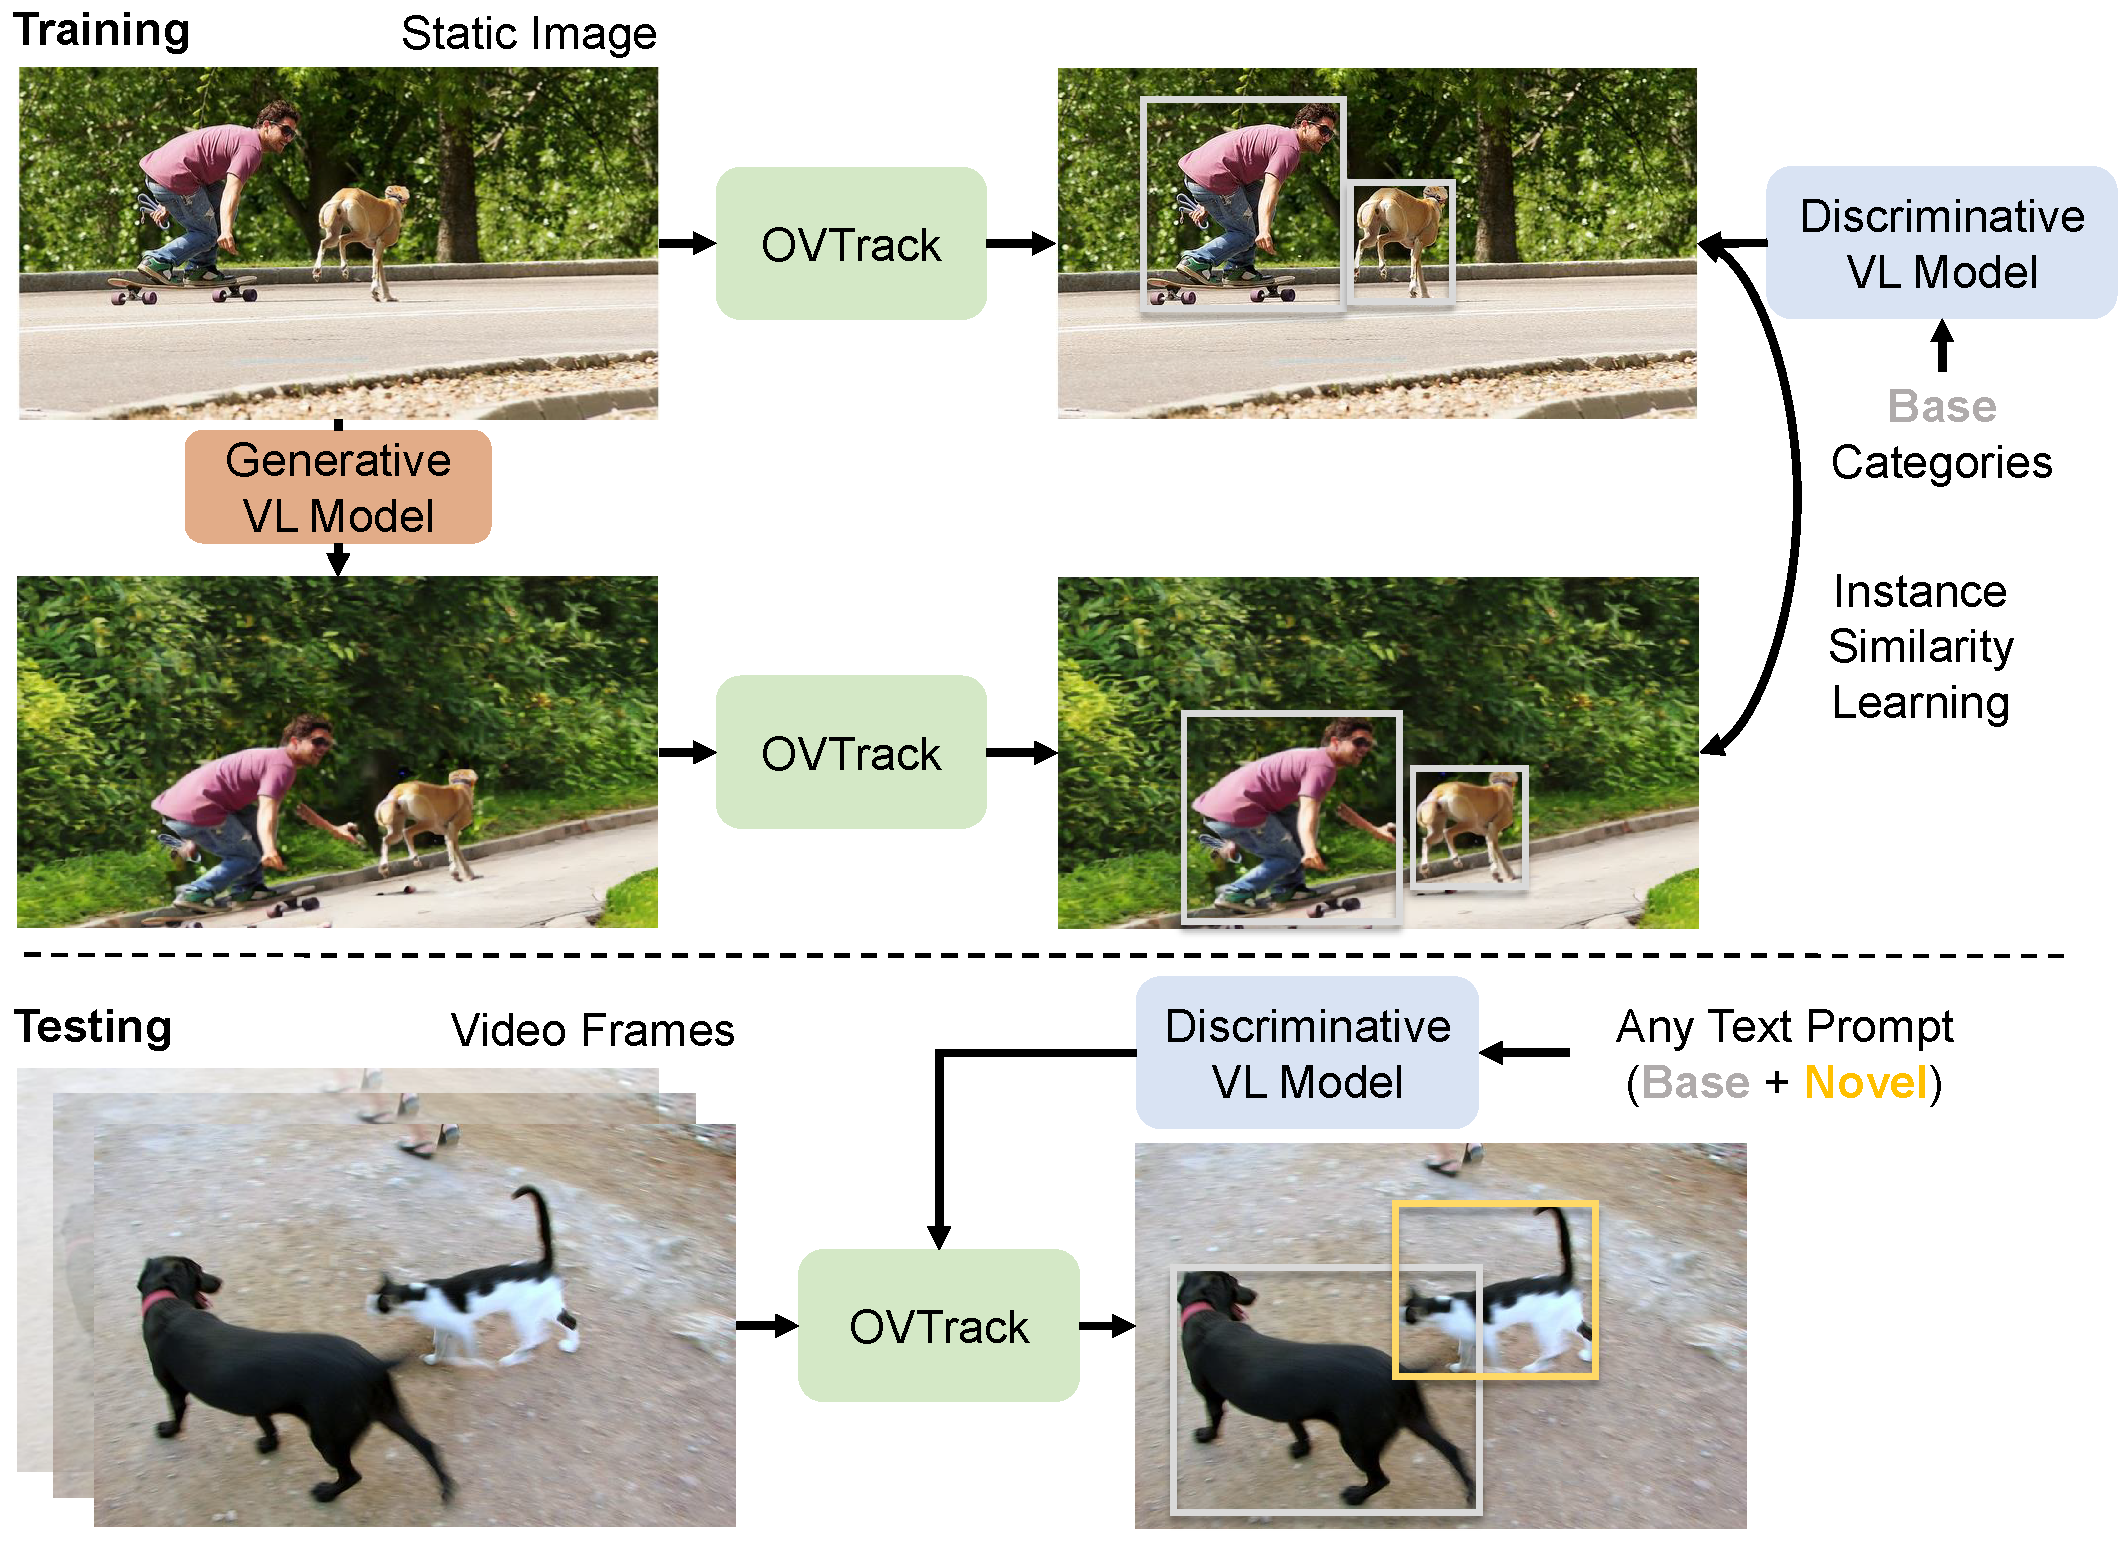 Training
Static Image
OVTrack
Discriminative
VL Model
Base
Categories
Generative
VL Model
OVTrack
Instance
Similarity
Learning
Testing
Video Frames
Discriminative
VL Model
Any Text Prompt
(Base + Novel)
OVTrack